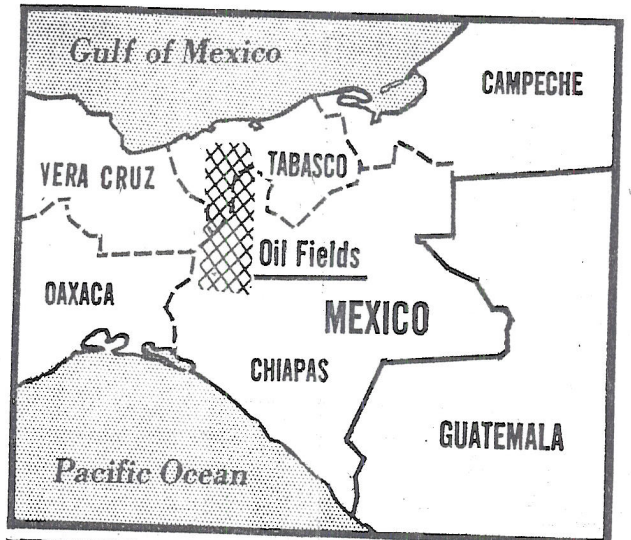 Gulf of Mexico
CAMPECHE
VERA CRUZ
TABASCO
Oil Fields
OAXACA
MEXICO
CHIAPAS
GUATEMALA
Pacific Ocean